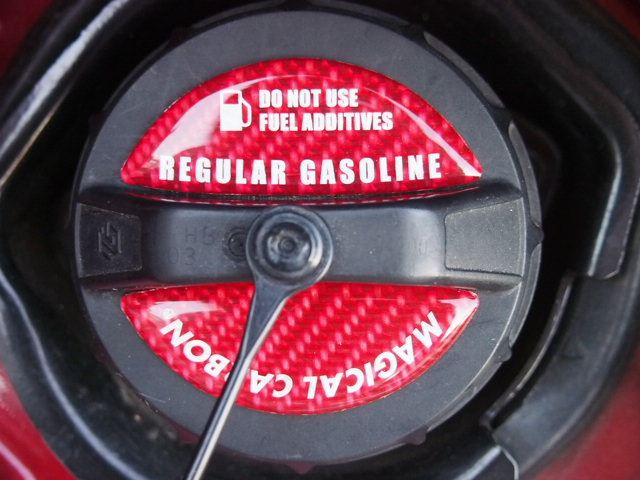 DO NOT USE
FUEL ADDITIVES
REGULAR GASOLINE
MAGICAL CARBON